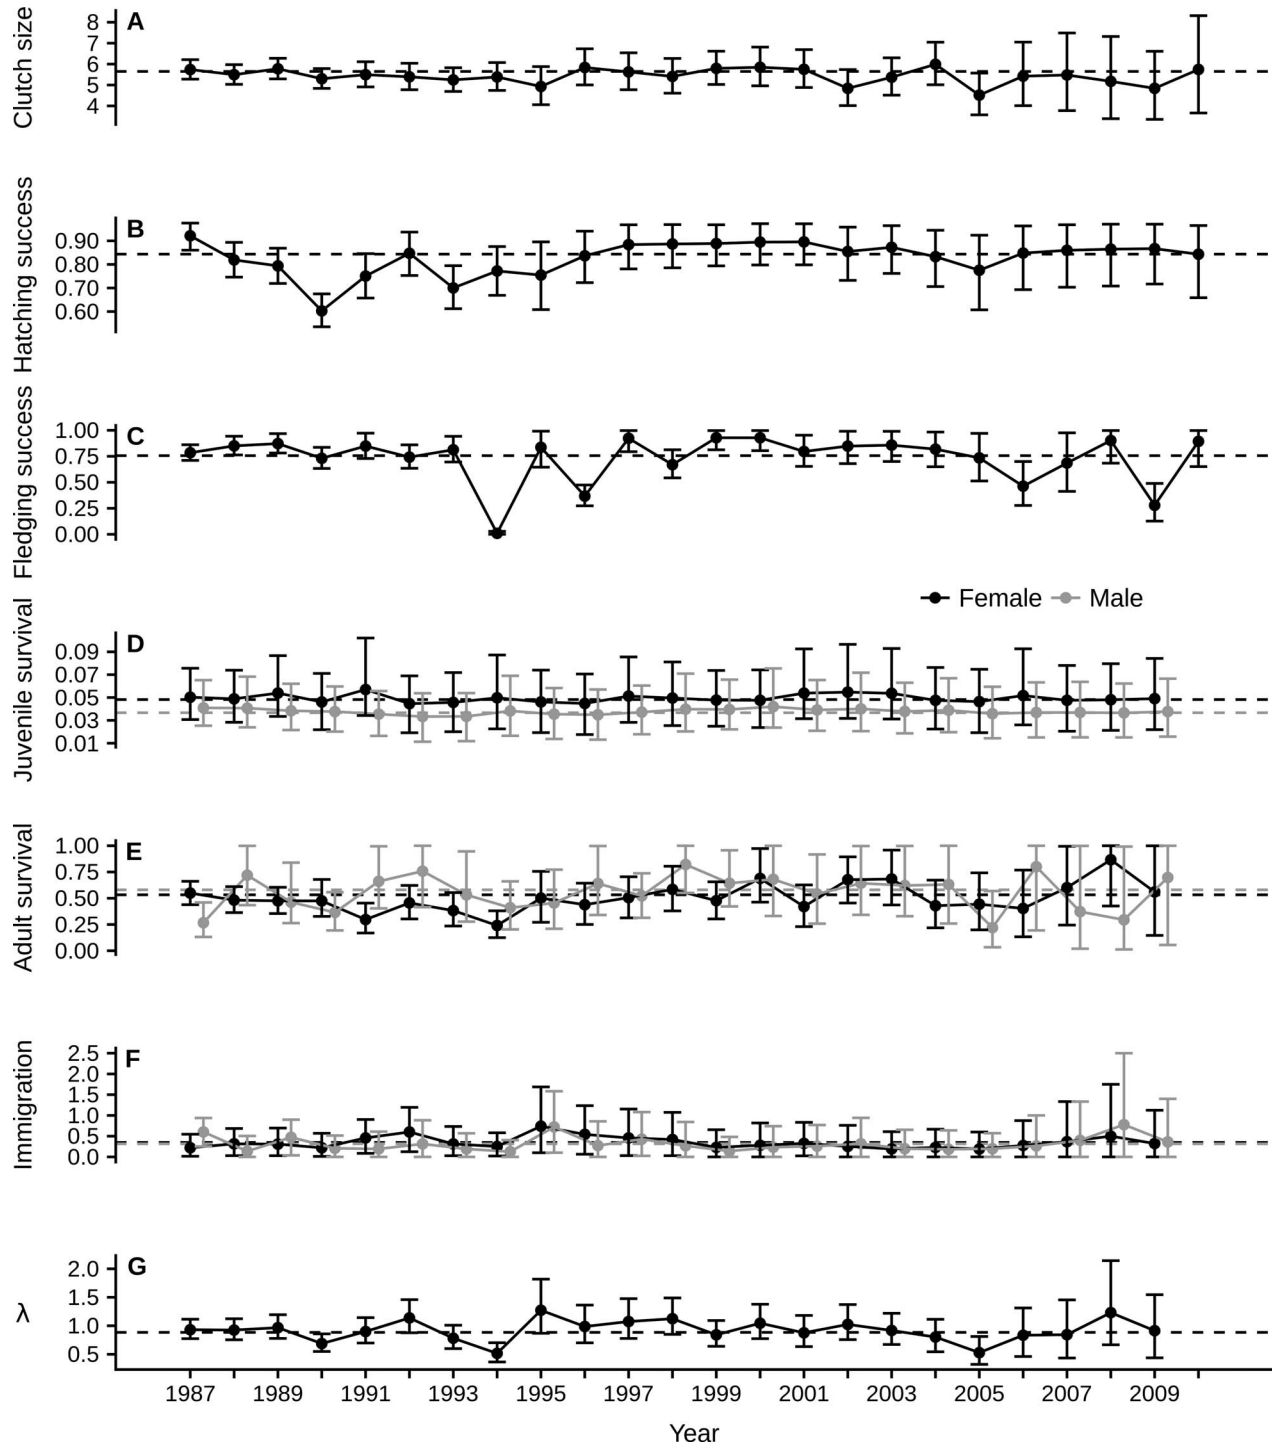 A
Clutch size
8
7
6
5
4
B
Hatching success
0.90
0.80
0.70
0.60
C
Fledging success
1.00
0.75
0.50
0.25
0.00
Female Male
D
Juvenile survival
0.09
0.07
0.05
0.03
0.01
E
Adult survival
1.00
0.75
0.50
0.25
0.00
F
Immigration
2.5
2.0
1.5
1.0
0.5
0.0
G
λ
2.0
1.5
1.0
0.5
1987 1989 1991 1993 1995 1997 1999 2001 2003 2005 2007 2009
Year